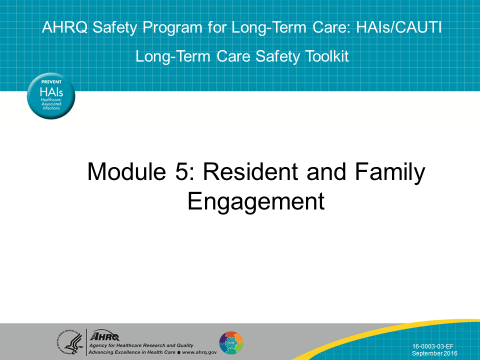 AHRQ Safety Program for Long-Term Care: HAIs/CAUTI
Long-Term Care Safety Toolkit
PREVENT
HAIs
Healthcare
Associated
Infections
Module 5: Resident and Family
Engagement
AHRQ
Agency for Healthcare Research and Quality
Advancing Excellence in Health Care • www.ahrq.gov
16-0003-03-EF
September 2016